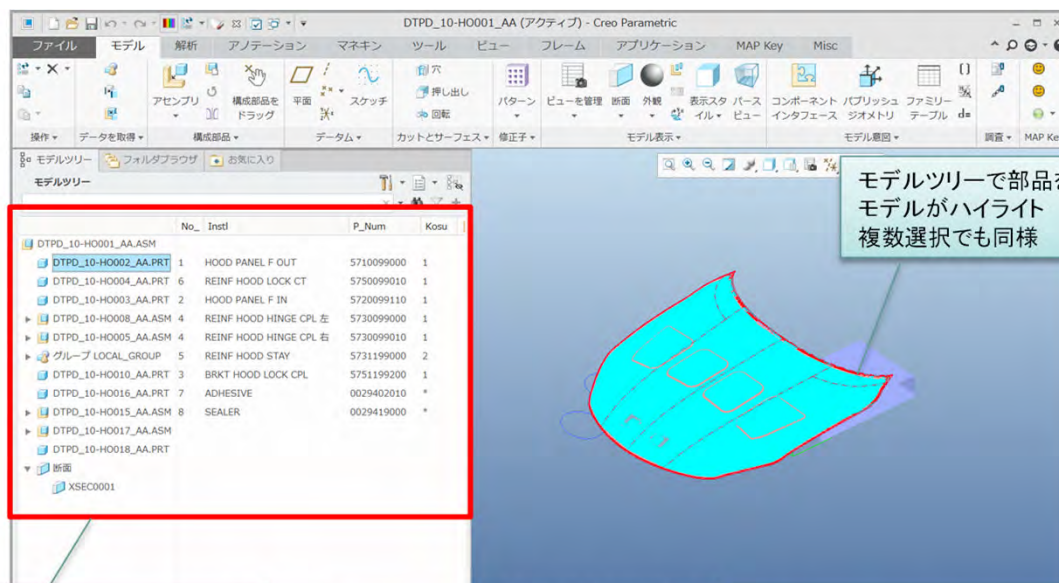 DTPD_10-HO001_AA (アクティブ) - Creo Parametric
ファイル モデル 解析 アノテーション マネキン ツール ビュー フレーム アプリケーション MAP Key Misc
アセンブリ 構成部品をドラッグ 平面 スケッチ 穴 押し出し 回転 パターン ビューを管理 断面 外観 表示スタイル パースビュー コンポーネントインタフェース パブリッシュジオメトリ ファミリーテーブル d=
操作 データを取得 構成部品 データム カットとサーフェス 修正子 モデル表示 モデル意図 調査 MAP Key
モデルツリー フォルダブラウザ お気に入り
モデルツリー
No_ Instl P_Num Kosu
DTPD_10-HO001_AA.ASM
DTPD_10-HO002_AA.PRT 1 HOOD PANEL F OUT 5710099000 1
DTPD_10-HO004_AA.PRT 6 REINF HOOD LOCK CT 5750099010 1
DTPD_10-HO003_AA.PRT 2 HOOD PANEL F IN 5720099110 1
DTPD_10-HO008_AA.ASM 4 REINF HOOD HINGE CPL 左 5730099000 1
DTPD_10-HO005_AA.ASM 4 REINF HOOD HINGE CPL 右 5730099010 1
グループ LOCAL_GROUP 5 REINF HOOD STAY 5731199000 2
DTPD_10-HO010_AA.PRT 3 BRKT HOOD LOCK CPL 5751199200 1
DTPD_10-HO016_AA.PRT 7 ADHESIVE 0029402010 *
DTPD_10-HO015_AA.ASM 8 SEALER 0029419000 *
DTPD_10-HO017_AA.ASM
DTPD_10-HO018_AA.PRT
断面
XSEC0001
モデルツリーで部品を
モデルがハイライト
複数選択でも同様